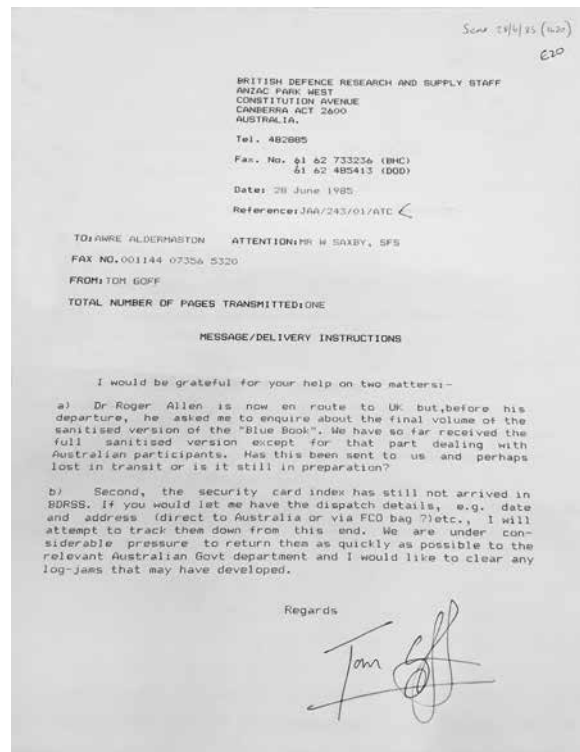 Sent 28/6/85 (1620)
E20
BRITISH DEFENCE RESEARCH AND SUPPLY STAFF
ANZAC PARK WEST
CONSTITUTION AVENUE
CANBERRA ACT 2600
AUSTRALIA.
Tel. 482885
Fax. No. 61 62 733236 (BHC)
61 62 485413 (DOD)
Date: 28 June 1985
Reference:JAA/243/01/ATC
TO:AWRE ALDERMASTON ATTENTION:MR W SAXBY, SFS
FAX NO.001144 07356 5320
FROM:TOM GOFF
TOTAL NUMBER OF PAGES TRANSMITTED:ONE
MESSAGE/DELIVERY INSTRUCTIONS
I would be grateful for your help on two matters:-
a) Dr Roger Allen is now en route to UK but,before his
departure, he asked me to enquire about the final volume of the
sanitised version of the "Blue Book". We have so far received the
full sanitised version except for that part dealing with
Australian participants. Has this been sent to us and perhaps
lost in transit or is it still in preparation?
b) Second, the security card index has still not arrived in
BDRSS. If you would let me have the dispatch details, e.g. date
and address (direct to Australia or via FCO bag ?)etc., I will
attempt to track them down from this end. We are under con-
siderable pressure to return them as quickly as possible to the
relevant Australian Govt department and I would like to clear any
log-jams that may have developed.
Regards
Tom Goff